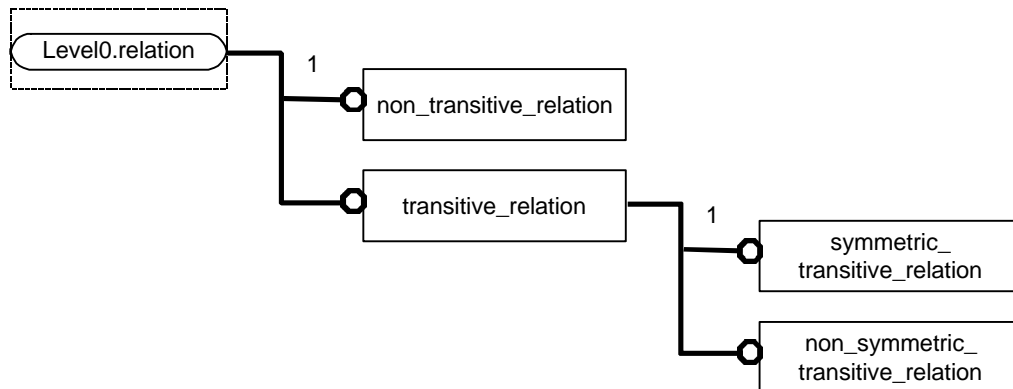 Level0.relation
1
non_transitive_relation
transitive_relation
1
symmetric_
transitive_relation
non_symmetric_
transitive_relation